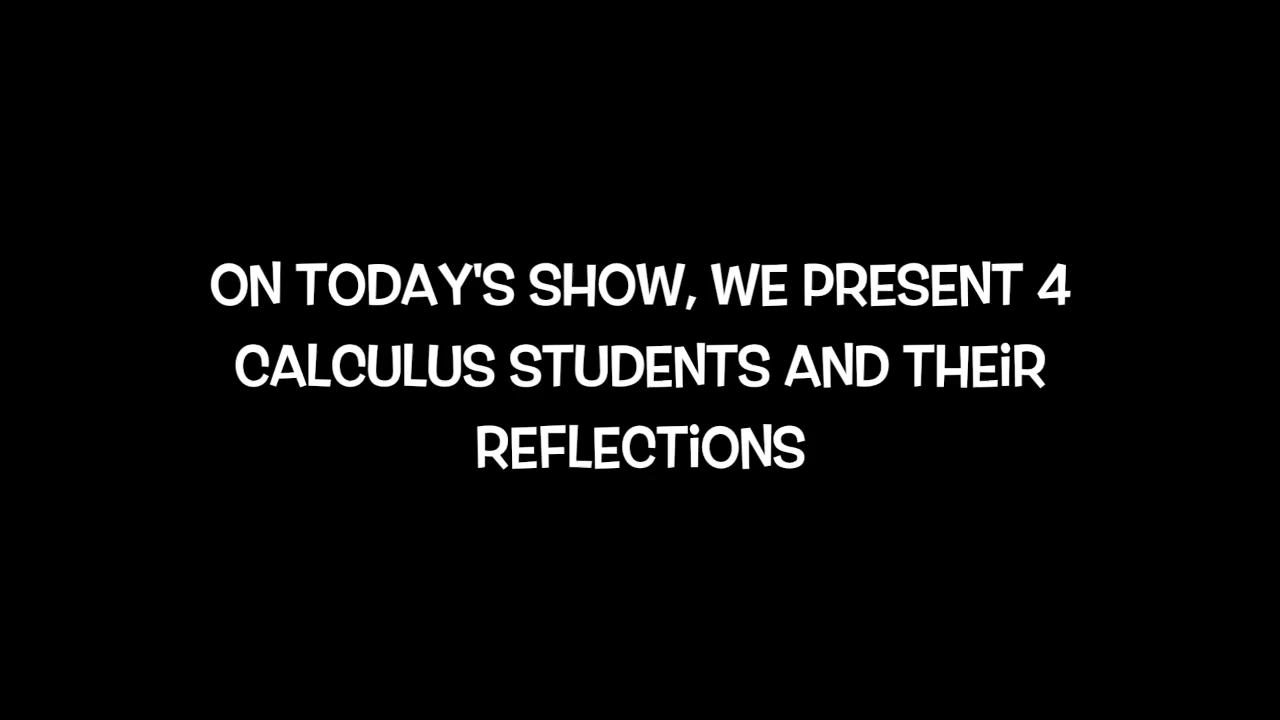 ON TODAY'S SHOW, WE PRESENT 4
CALCULUS STUDENTS AND THEiR
REFLECTiONS